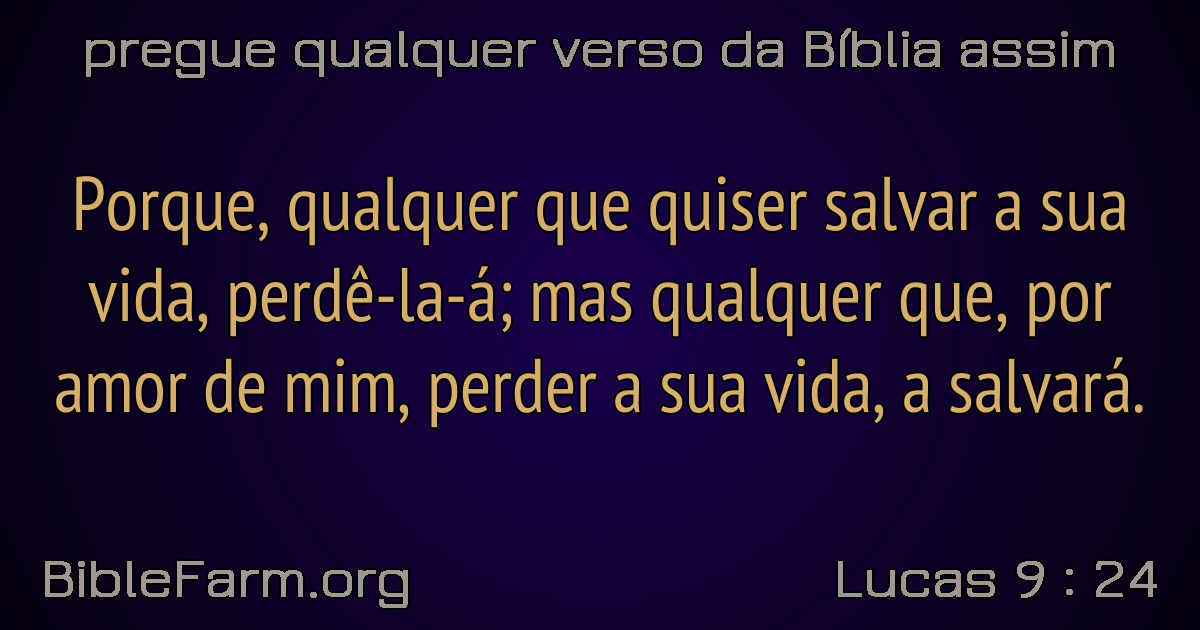 pregue qualquer verso da Bíblia assim
Porque, qualquer que quiser salvar a sua
vida, perdê-la-á; mas qualquer que, por
amor de mim, perder a sua vida, a salvará.
BibleFarm.org
Lucas 9 : 24